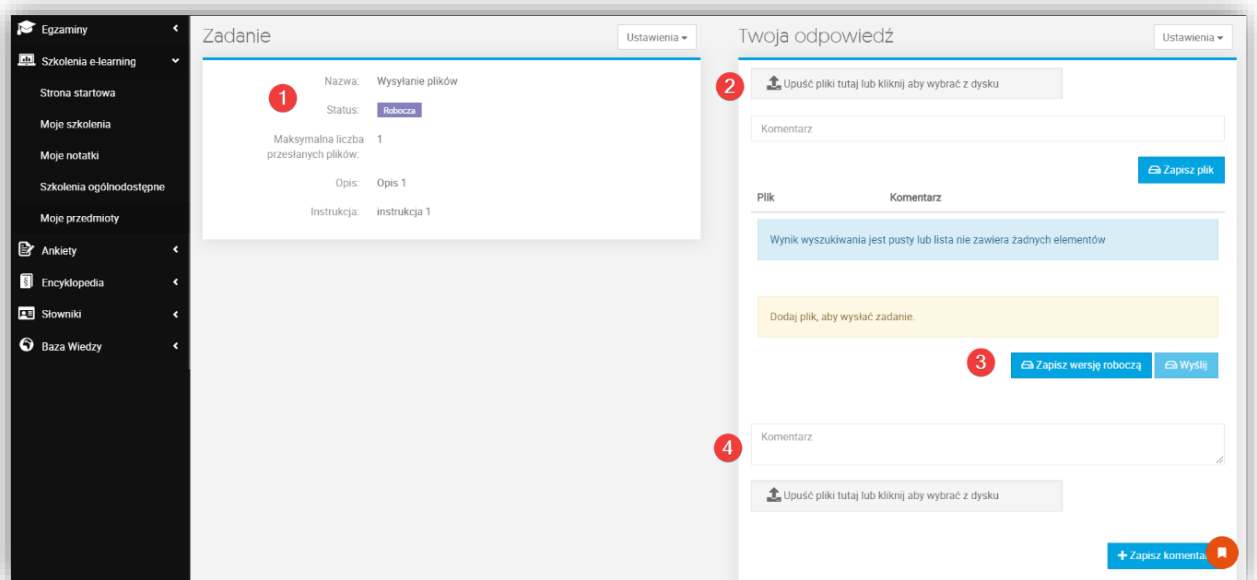 Egzaminy
Szkolenia e-learning
Strona startowa
Moje szkolenia
Moje notatki
Szkolenia ogólnodostępne
Moje przedmioty
Ankiety
Encyklopedia
Słowniki
Baza Wiedzy
Zadanie
Ustawienia
1
Nazwa: Wysyłanie plików
Status: Robocza
Maksymalna liczba 1
przesłanych plików:
Opis: Opis 1
Instrukcja: instrukcja 1
Twoja odpowiedź
Ustawienia
2
Upuść pliki tutaj lub kliknij aby wybrać z dysku
Komentarz
Zapisz plik
Plik Komentarz
Wynik wyszukiwania jest pusty lub lista nie zawiera żadnych elementów
Dodaj plik, aby wysłać zadanie.
3
Zapisz wersję roboczą Wyślij
4
Komentarz
Upuść pliki tutaj lub kliknij aby wybrać z dysku
+ Zapisz komenta